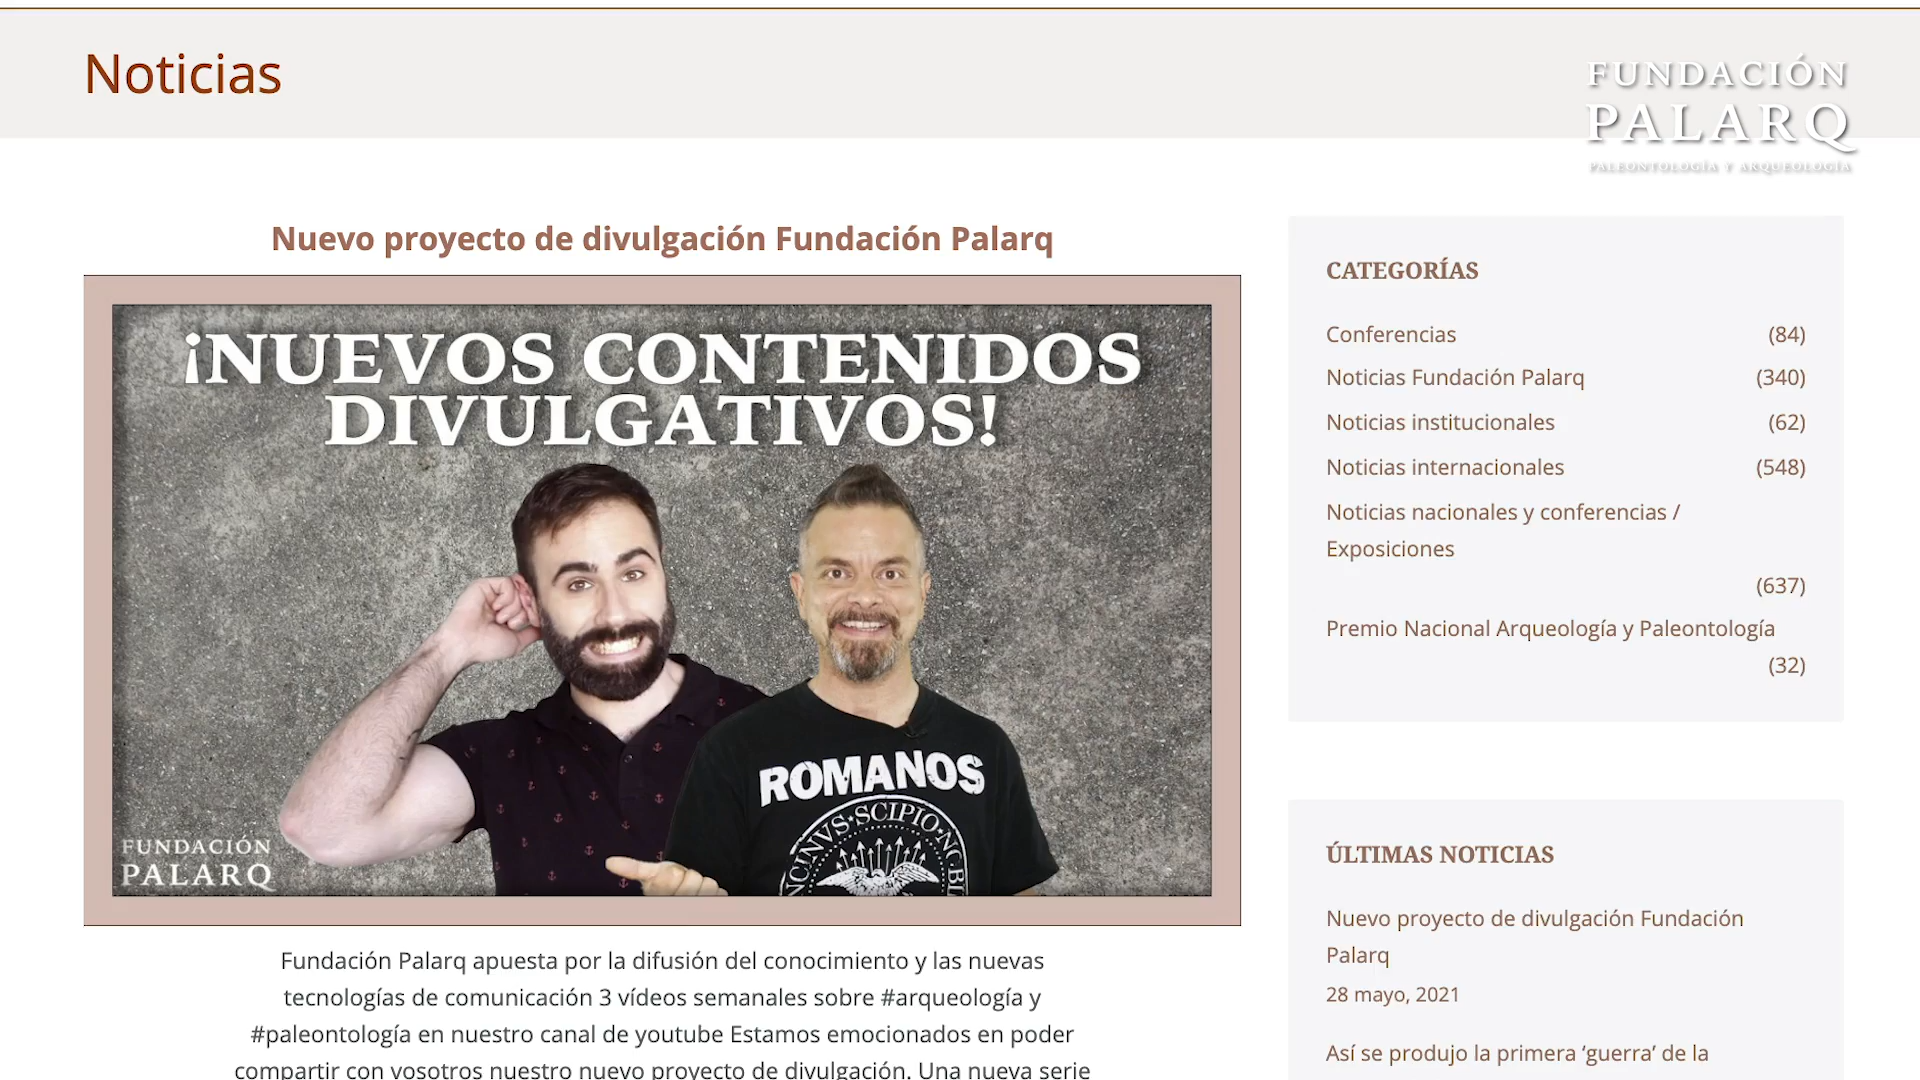 Noticias
FUNDACIÓN
PALARQ
PALEONTOLOGÍA Y ARQUEOLOGÍA
Nuevo proyecto de divulgación Fundación Palarq
¡NUEVOS CONTENIDOS
DIVULGATIVOS!
ROMANOS
SCIPIO
FUNDACIÓN
PALARQ
Fundación Palarq apuesta por la difusión del conocimiento y las nuevas
tecnologías de comunicación 3 vídeos semanales sobre #arqueología y
#paleontología en nuestro canal de youtube Estamos emocionados en poder
compartir con vosotros nuestro nuevo proyecto de divulgación. Una nueva serie
CATEGORÍAS
Conferencias (84)
Noticias Fundación Palarq (340)
Noticias institucionales (62)
Noticias internacionales (548)
Noticias nacionales y conferencias /
Exposiciones
(637)
Premio Nacional Arqueología y Paleontología
(32)
ÚLTIMAS NOTICIAS
Nuevo proyecto de divulgación Fundación
Palarq
28 mayo, 2021
Así se produjo la primera ‘guerra’ de la